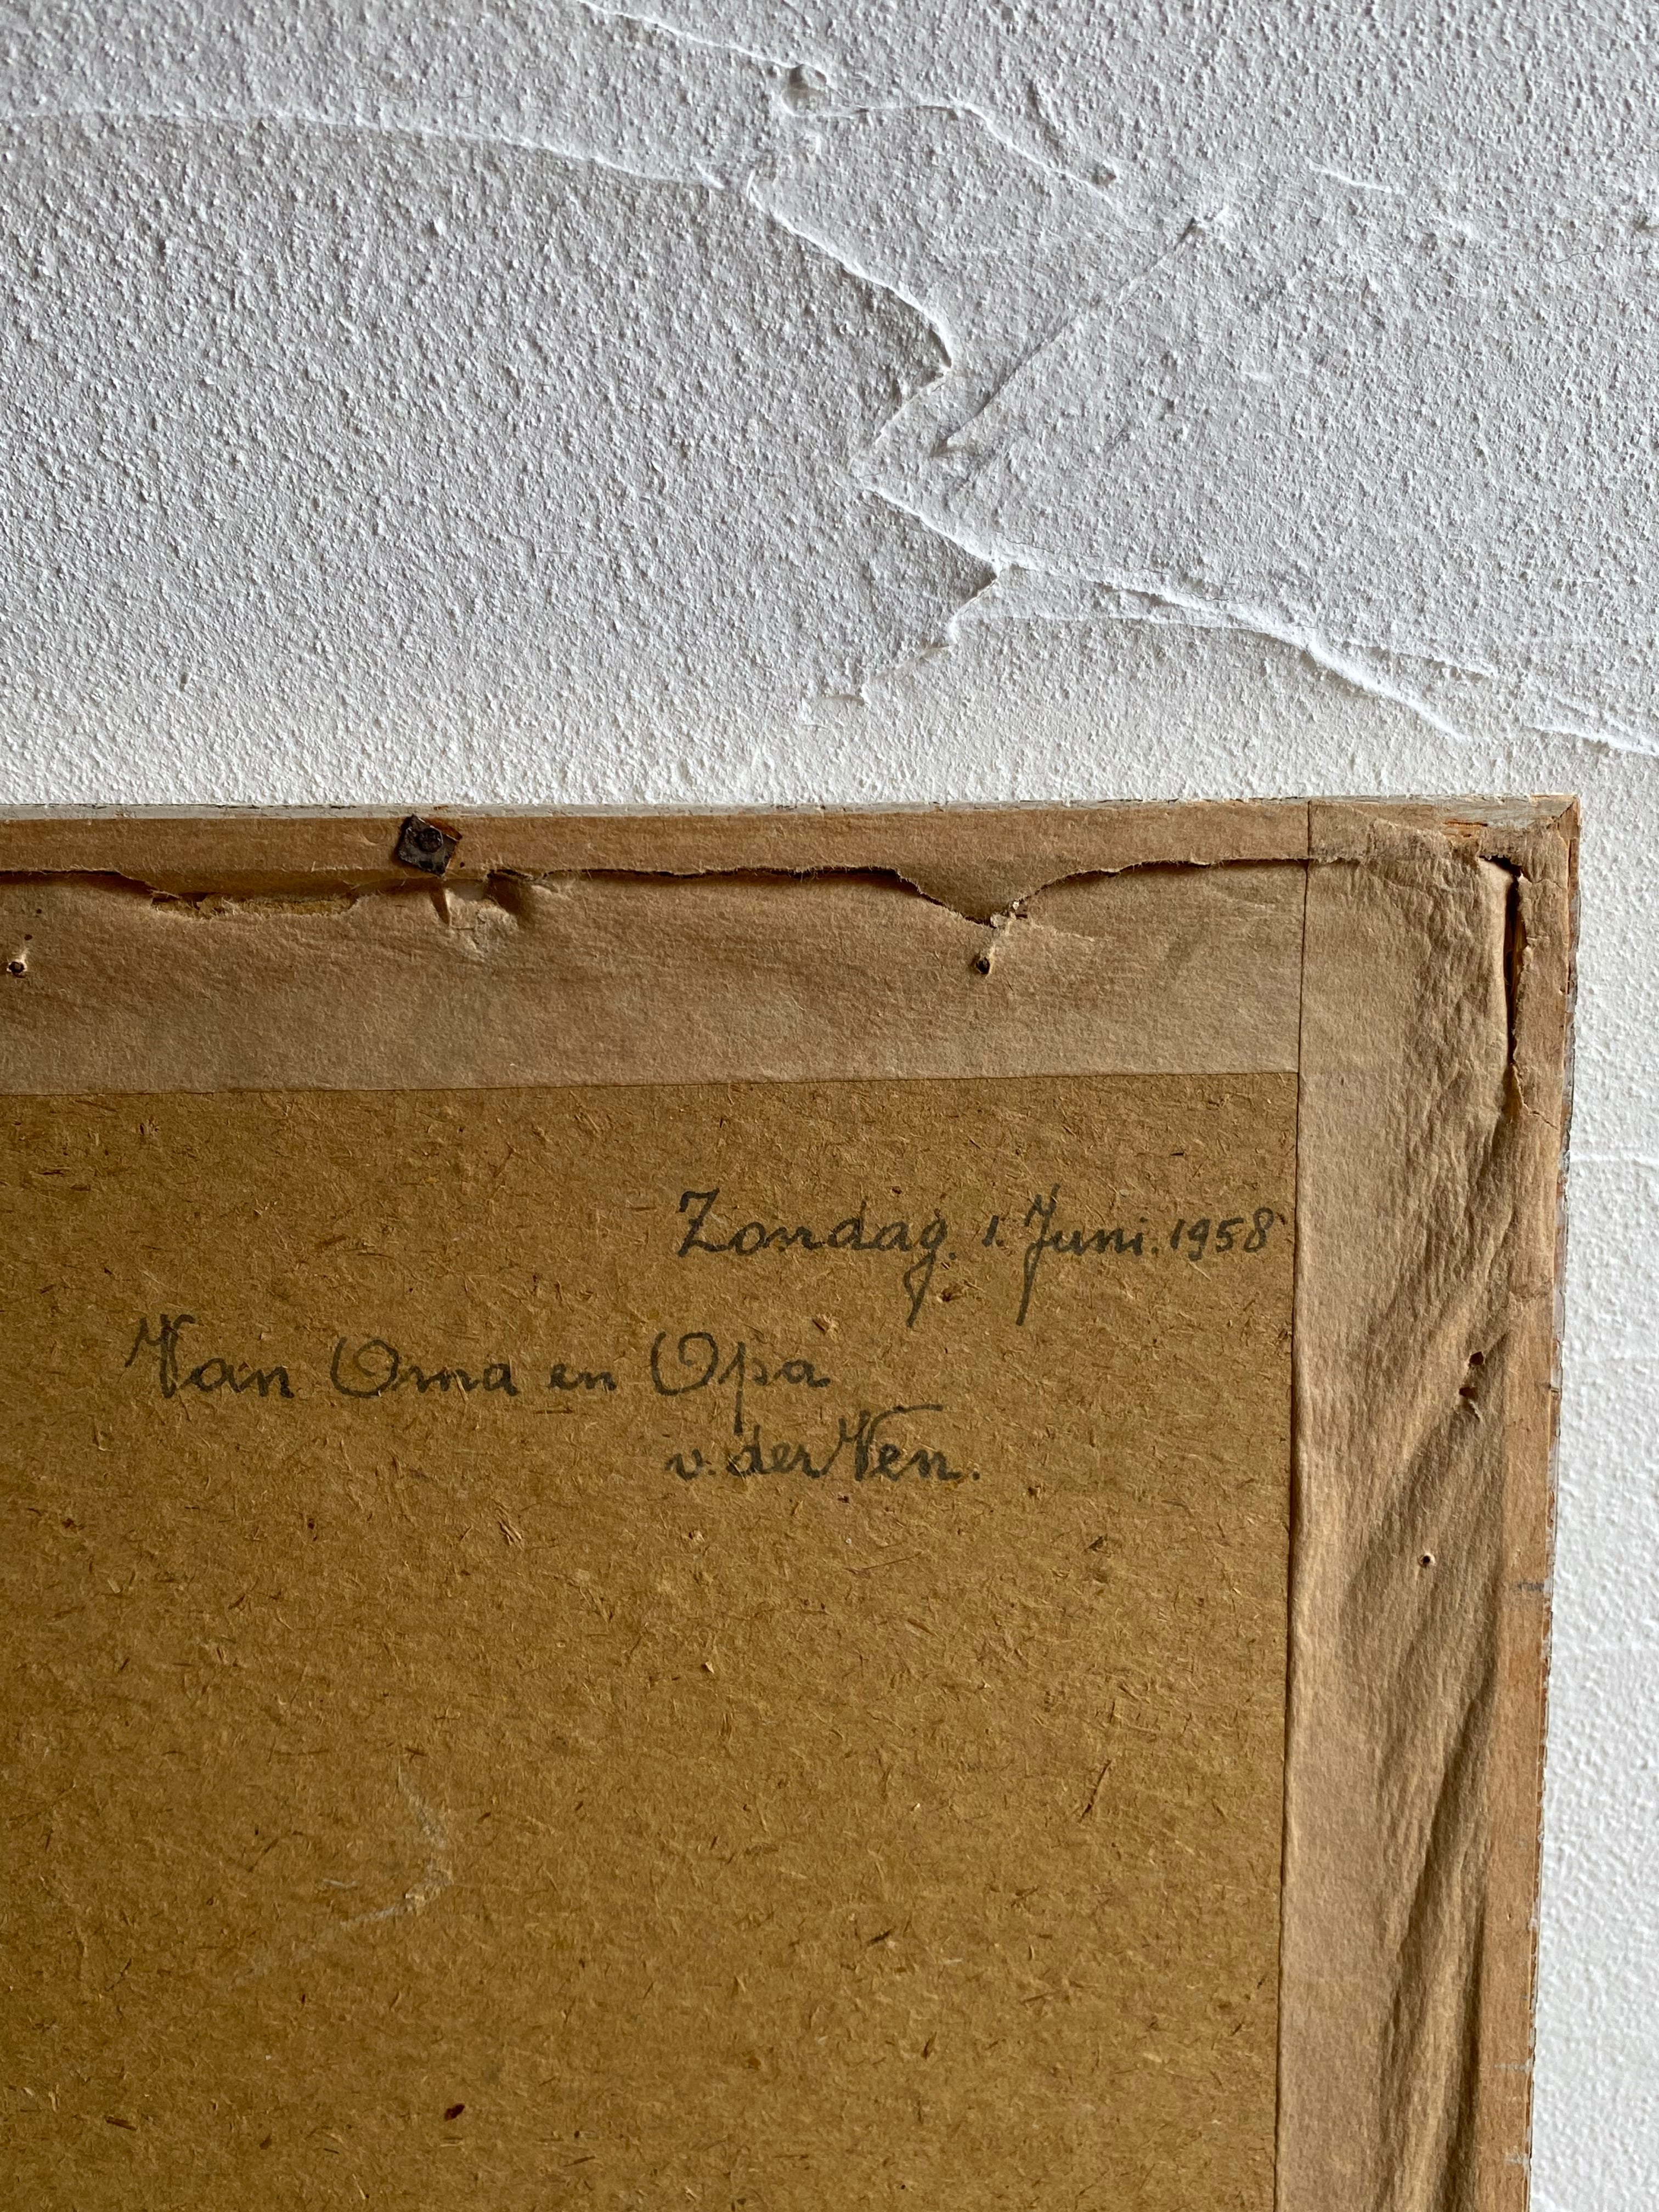 Zondag. 1. Juni. 1958
Van Oma en Opa
v. der Ven.